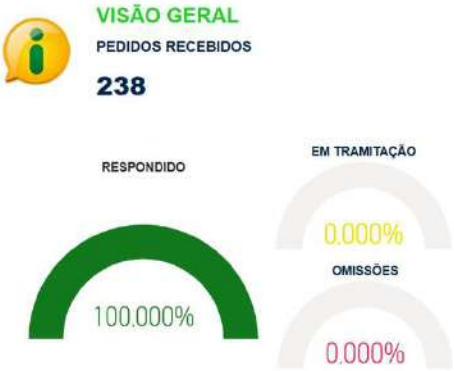 VISÃO GERAL
PEDIDOS RECEBIDOS
238
RESPONDIDO
100.000%
EM TRAMITAÇÃO
0.000%
OMISSÕES
0.000%